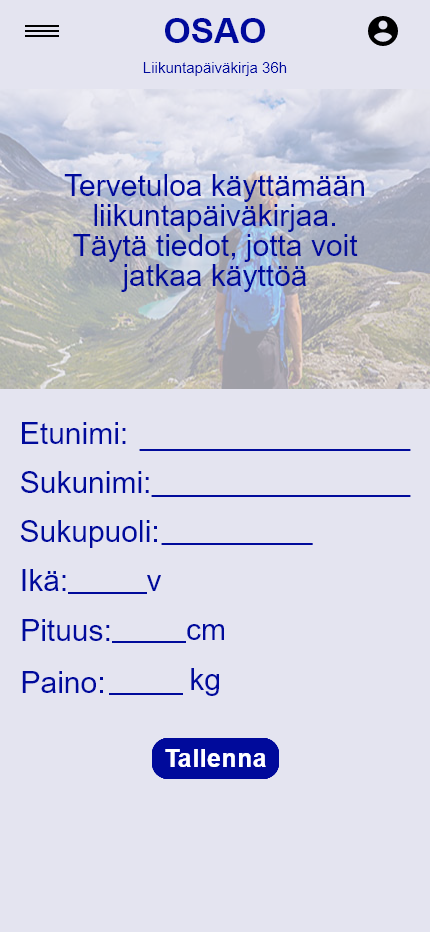 OSAO
Liikuntapäiväkirja 36h
Tervetuloa käyttämään
liikuntapäiväkirjaa.
Täytä tiedot, jotta voit
jatkaa käyttöä
Etunimi: ________________
Sukunimi:________________
Sukupuoli:_________
Ikä:_____v
Pituus:_____cm
Paino:_____ kg
Tallenna